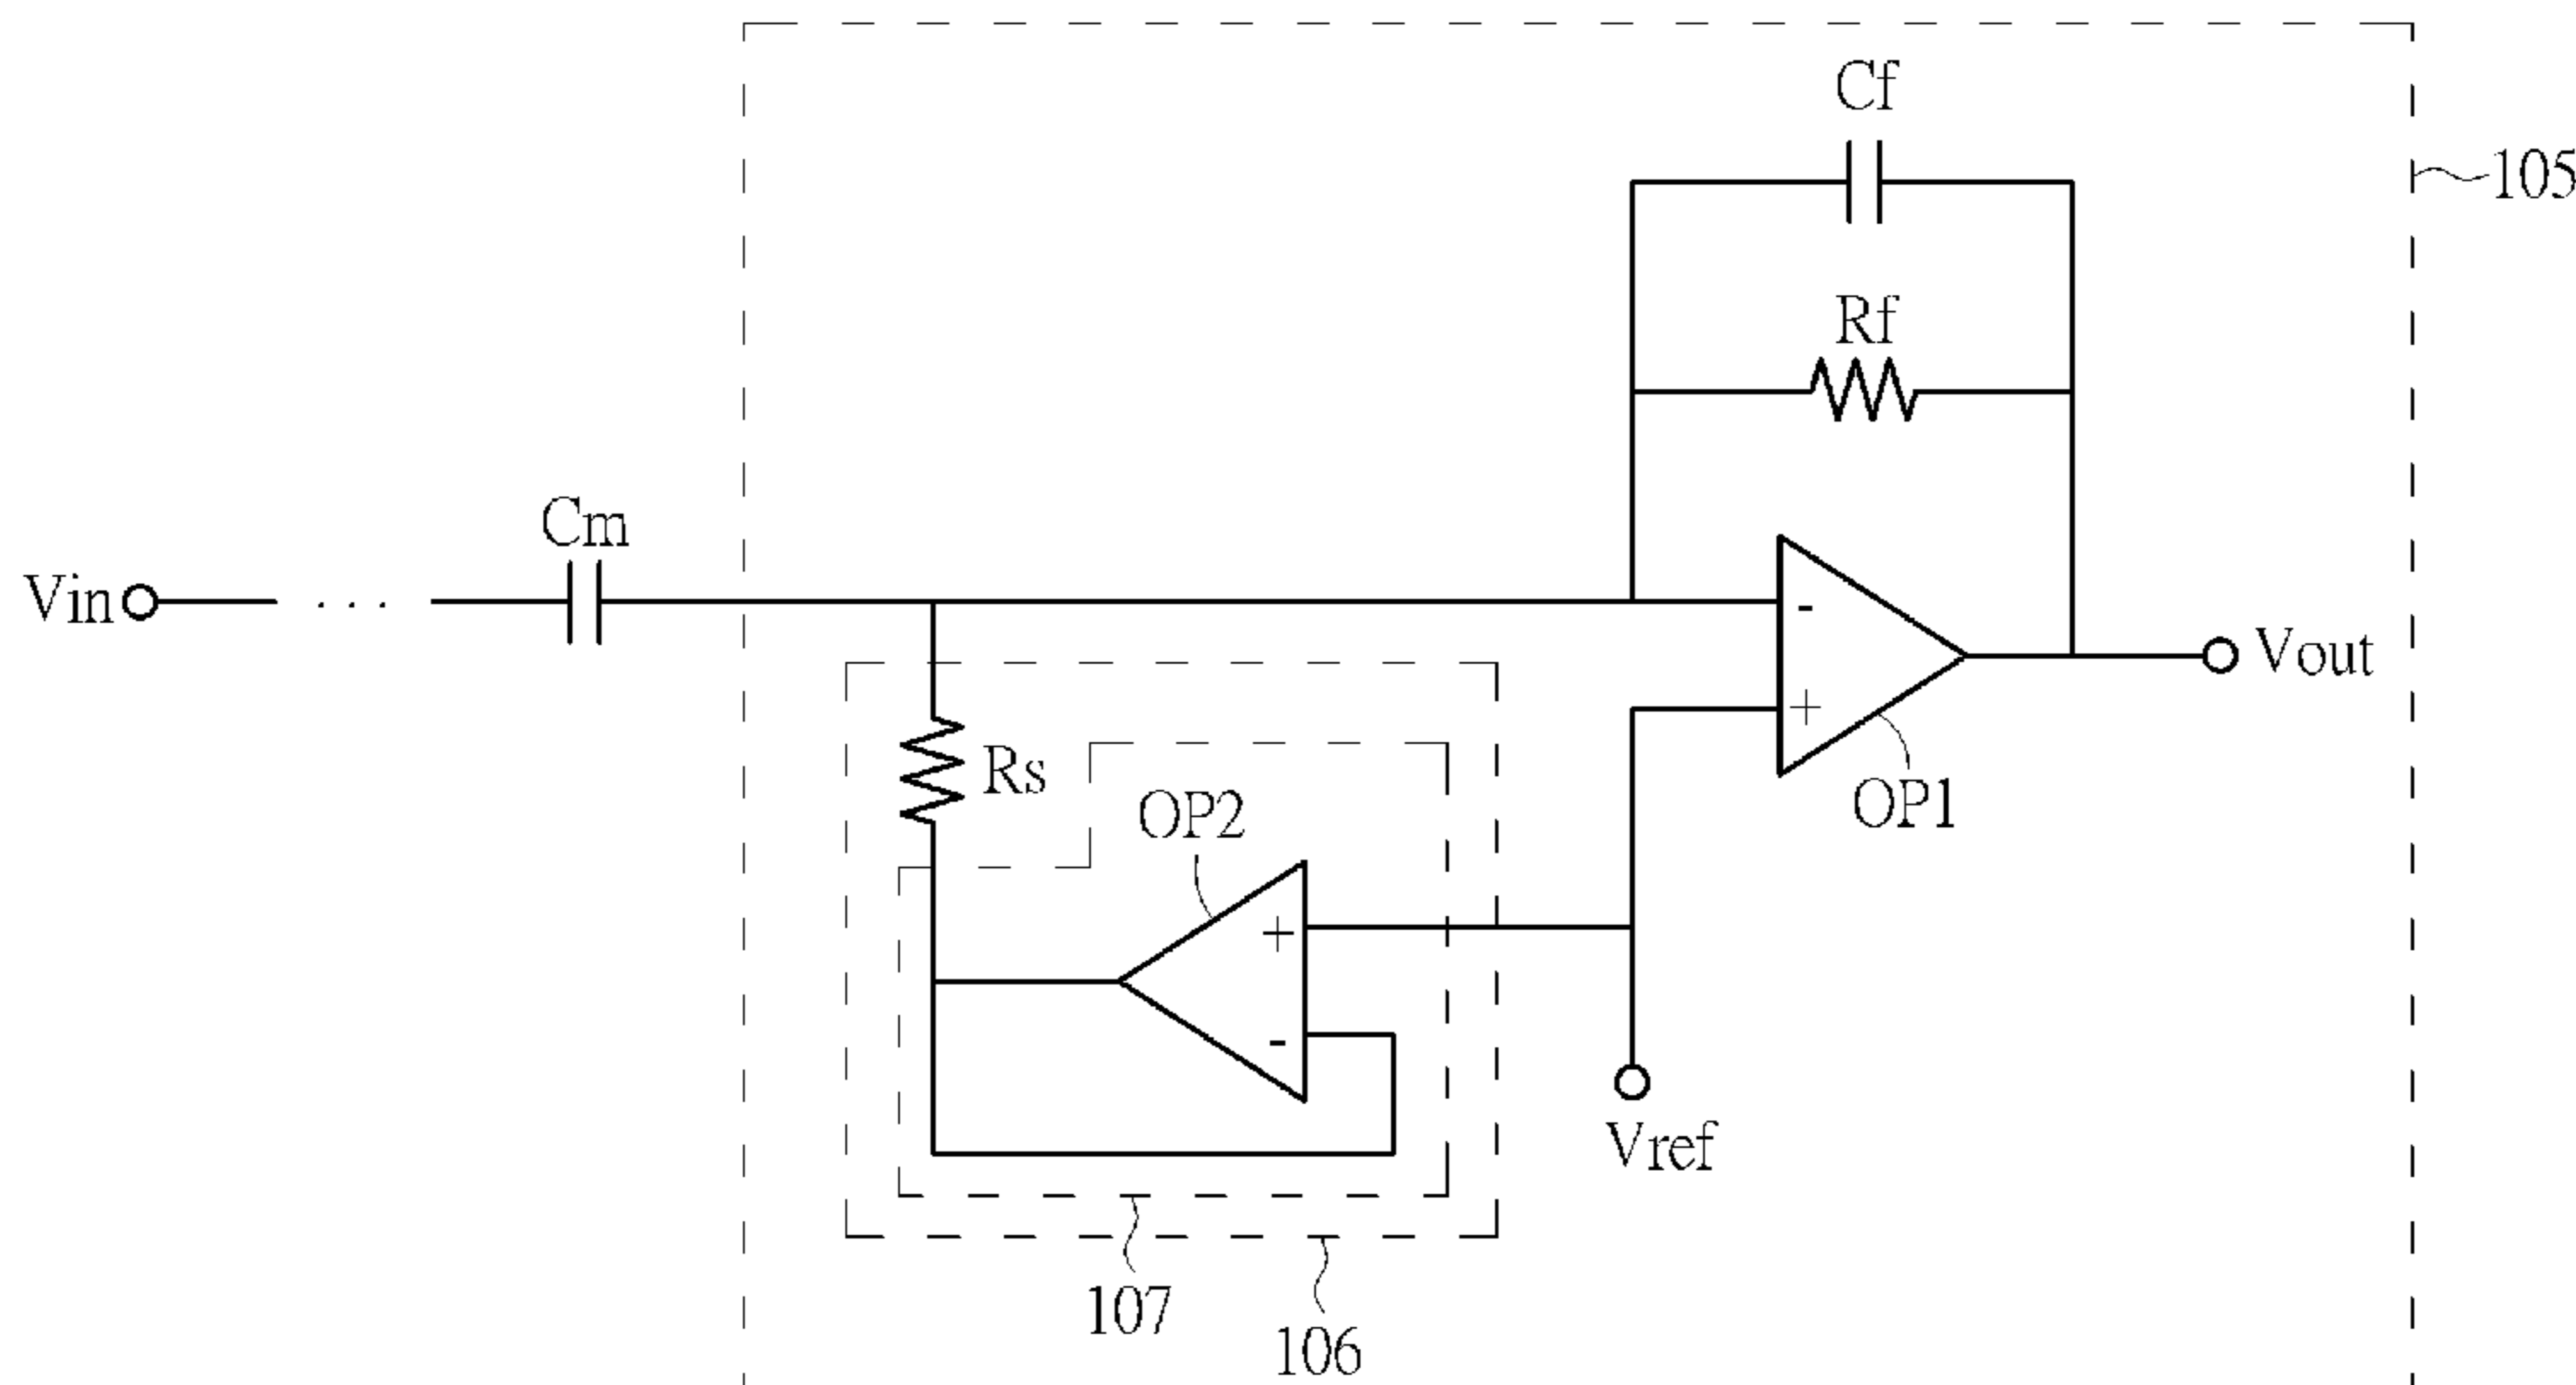 Cf
105
Rf
Cm
Vin
. . .
-
Vout
+
Rs
OP1
OP2
+
-
Vref
107
106